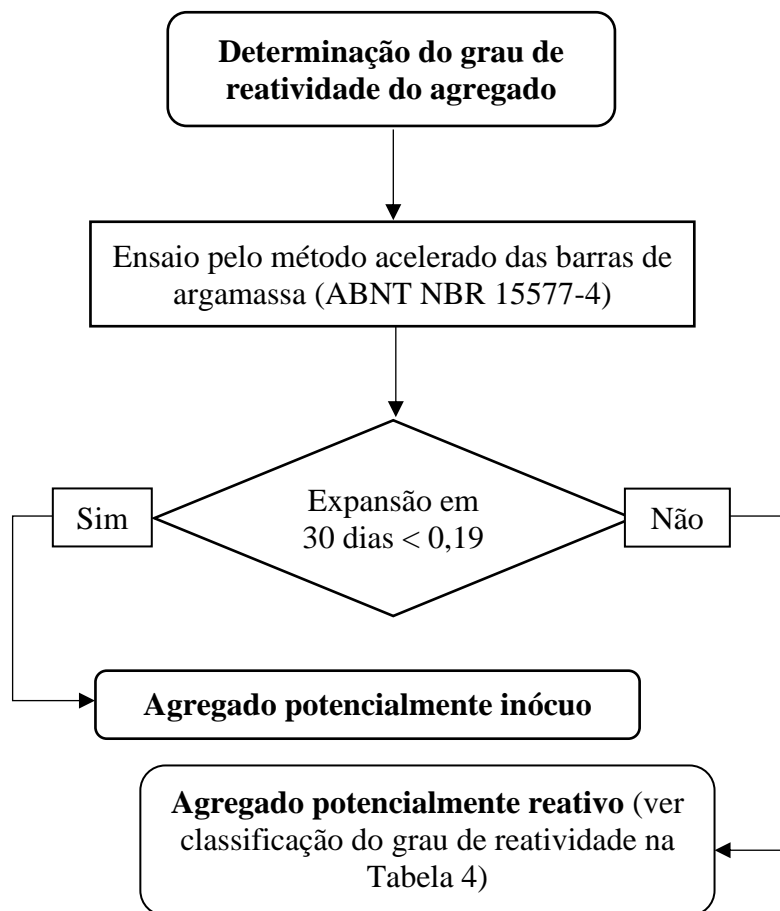 Determinação do grau de
reatividade do agregado
Ensaio pelo método acelerado das barras de
argamassa (ABNT NBR 15577-4)
Expansão em
30 dias < 0,19
Sim
Não
Agregado potencialmente inócuo
Agregado potencialmente reativo (ver
classificação do grau de reatividade na
Tabela 4)